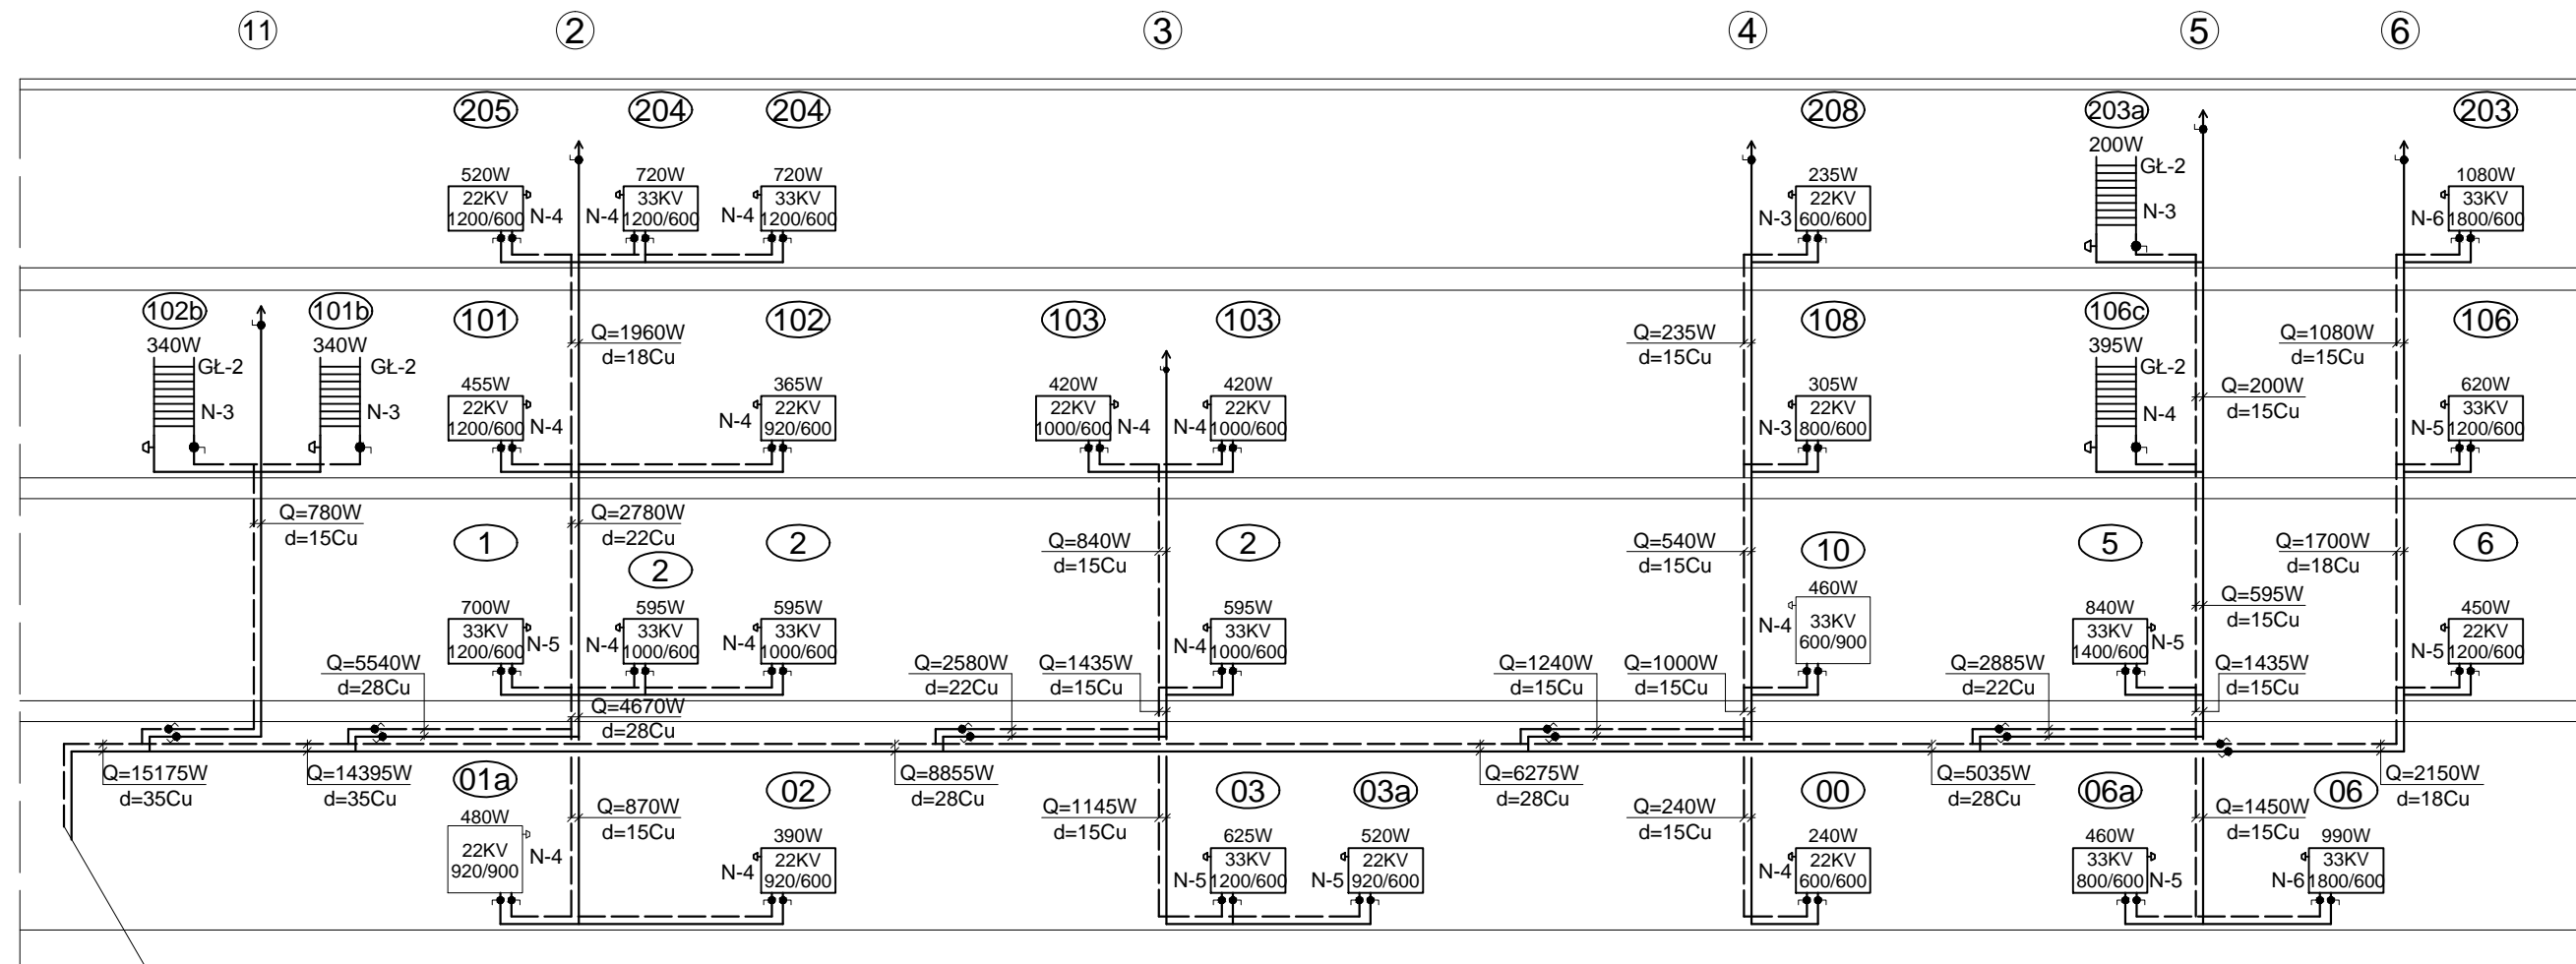 11 2 3 4 5 6
205 204 204 208 203a 203
200W
GŁ-2
520W 720W 720W 235W 1080W
22KV 33KV 33KV 22KV 33KV
1200/600 N-4 N-4 1200/600 N-4 1200/600 N-3 600/600 N-3 N-6 1800/600
102b 101b 101 102 103 103 108 106c 106
Q=1960W Q=235W Q=1080W
d=18Cu d=15Cu d=15Cu
340W 340W 395W
GŁ-2 GŁ-2 GŁ-2
455W 365W 420W 420W 305W Q=200W 620W
22KV 22KV 22KV 22KV 22KV d=15Cu 33KV
N-3 N-3 1200/600 N-4 N-4 920/600 1000/600 N-4 N-4 1000/600 N-3 800/600 N-4 N-5 1200/600
Q=780W Q=2780W
d=15Cu d=22Cu
1 2 2 Q=840W 2 Q=540W 10 5 Q=1700W 6
d=15Cu d=15Cu d=18Cu
2
460W Q=595W
700W 595W 595W 595W 840W d=15Cu 450W
33KV 33KV 33KV 33KV 33KV 33KV 22KV
1200/600 N-5 N-4 1000/600 N-4 1000/600 N-4 1000/600 N-4 600/900 1400/600 N-5 N-5 1200/600
Q=5540W Q=2580W Q=1435W Q=1240W Q=1000W Q=2885W Q=1435W
d=28Cu d=22Cu d=15Cu d=15Cu d=15Cu d=22Cu d=15Cu
Q=4670W
d=28Cu
Q=15175W Q=14395W Q=8855W Q=6275W Q=5035W Q=2150W
d=35Cu d=35Cu d=28Cu d=28Cu d=28Cu d=18Cu
01a 02 03 03a 00 06a 06
Q=870W Q=1145W Q=240W Q=1450W
d=15Cu d=15Cu d=15Cu d=15Cu
480W 390W 625W 520W 240W 460W 990W
22KV 22KV 33KV 22KV 22KV 33KV 33KV
920/900 N-4 N-4 920/600 N-5 1200/600 N-5 920/600 N-4 600/600 800/600 N-5 N-6 1800/600